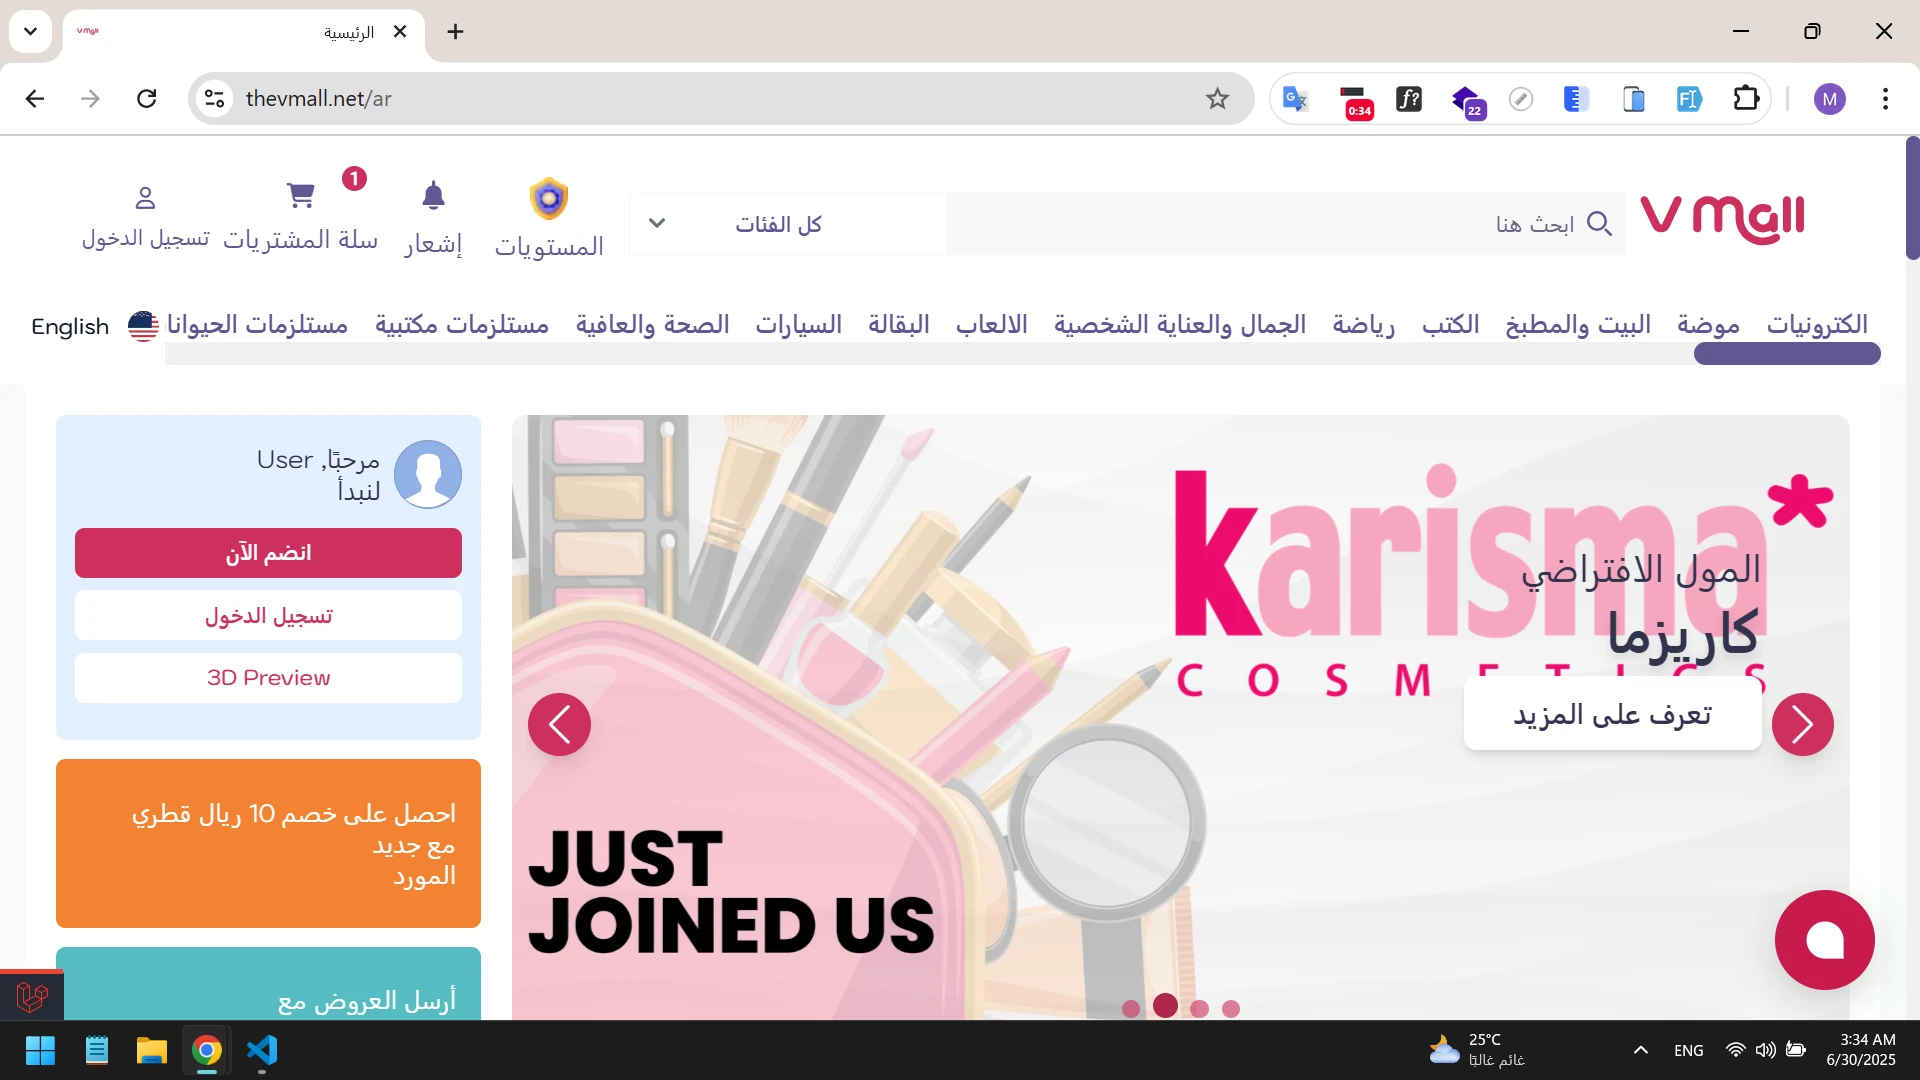 الرئيسية
thevmall.net/ar
0:34
f?
22
M
V mall
ابحث هنا
كل الفئات
المستويات
إشعار
1
سلة المشتريات
تسجيل الدخول
الكترونيات
موضة
البيت والمطبخ
الكتب
رياضة
الجمال والعناية الشخصية
الالعاب
البقالة
السيارات
الصحة والعافية
مستلزمات مكتبية
مستلزمات الحيوانا
English
مرحبًا, User
لنبدأ
انضم الآن
تسجيل الدخول
3D Preview
احصل على خصم 10 ريال قطري
مع جديد
المورد
أرسل العروض مع
karisma*
COSMETICS
المول الافتراضي
كاريزما
تعرف على المزيد
JUST
JOINED US
25°C
غائم غالبًا
ENG
3:34 AM
6/30/2025